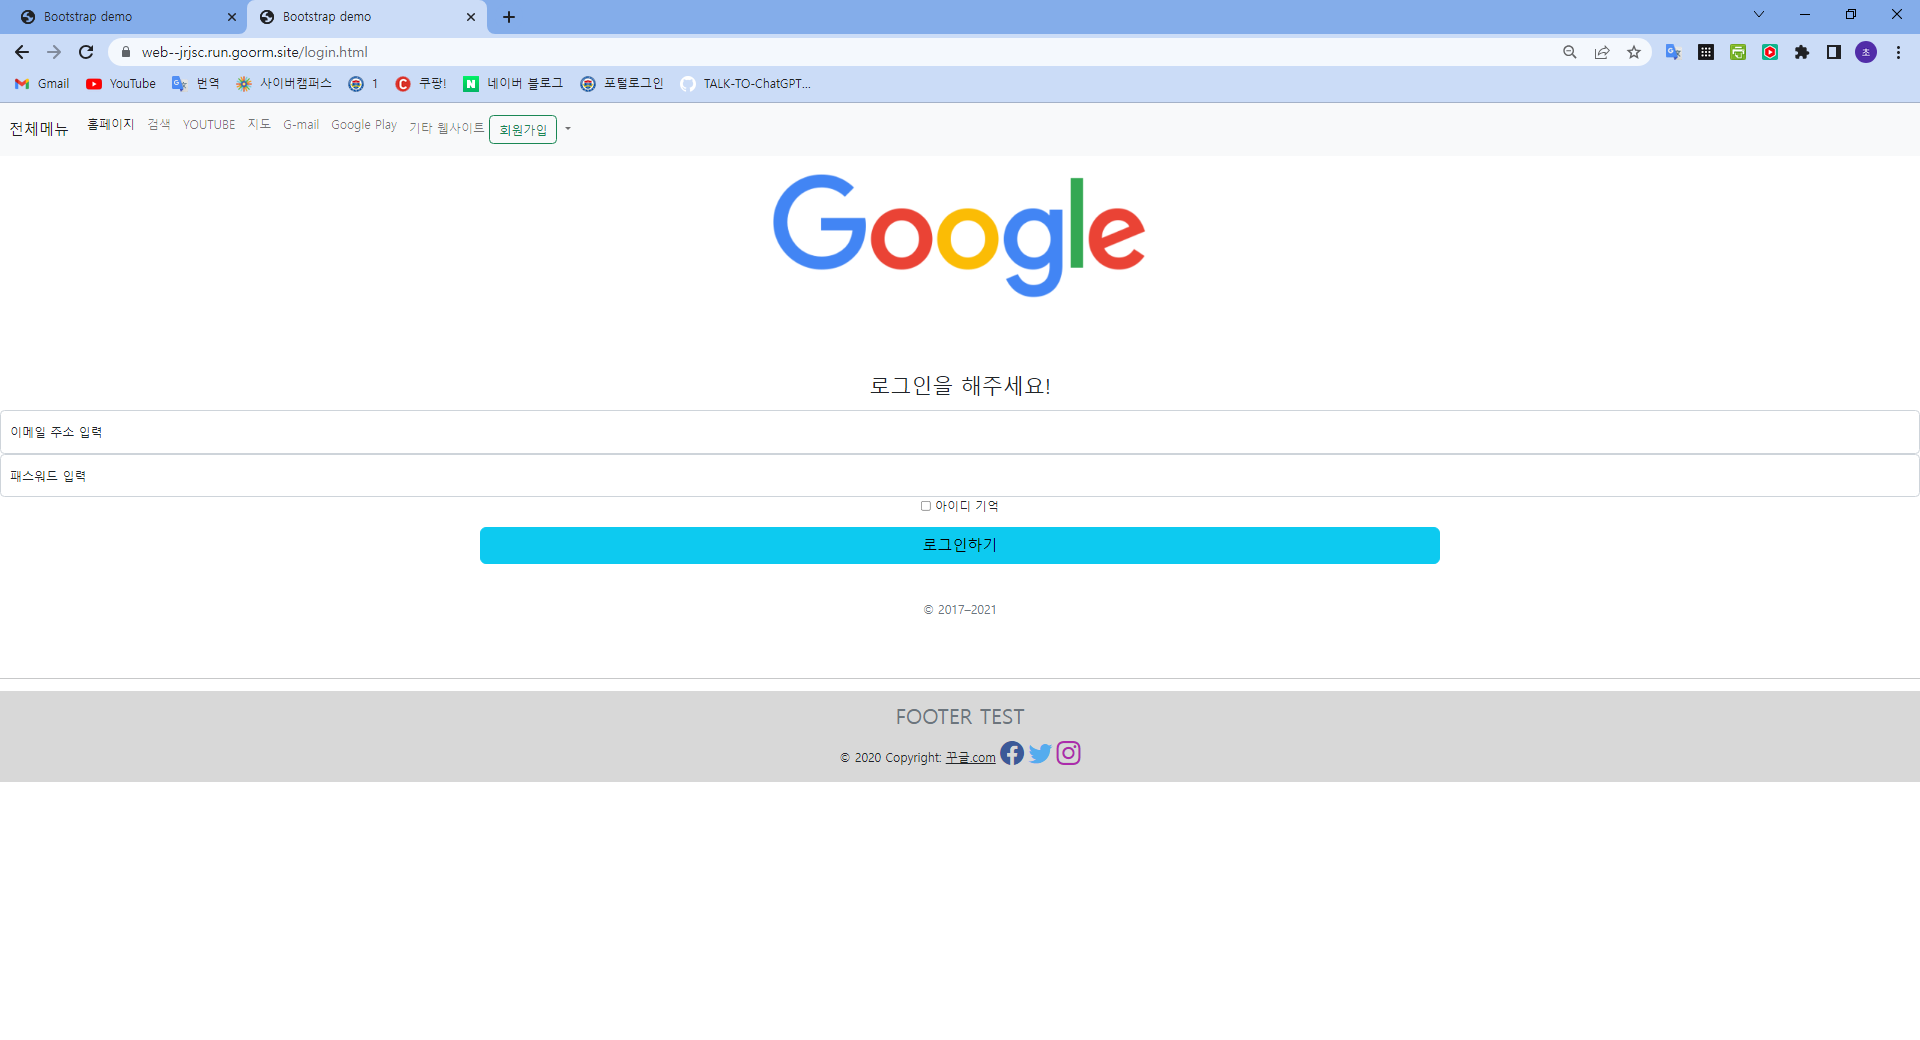 Bootstrap demo
Bootstrap demo
web--jrjsc.run.goorm.site/login.html
초
Gmail YouTube 번역 사이버캠퍼스 1 쿠팡! 네이버 블로그 포털로그인 TALK-TO-ChatGPT...
전체메뉴 홈페이지 검색 YOUTUBE 지도 G-mail Google Play 기타 웹사이트 회원가입
Google
로그인을 해주세요!
이메일 주소 입력
패스워드 입력
아이디 기억
로그인하기
© 2017–2021
FOOTER TEST
© 2020 Copyright: 꾸글.com